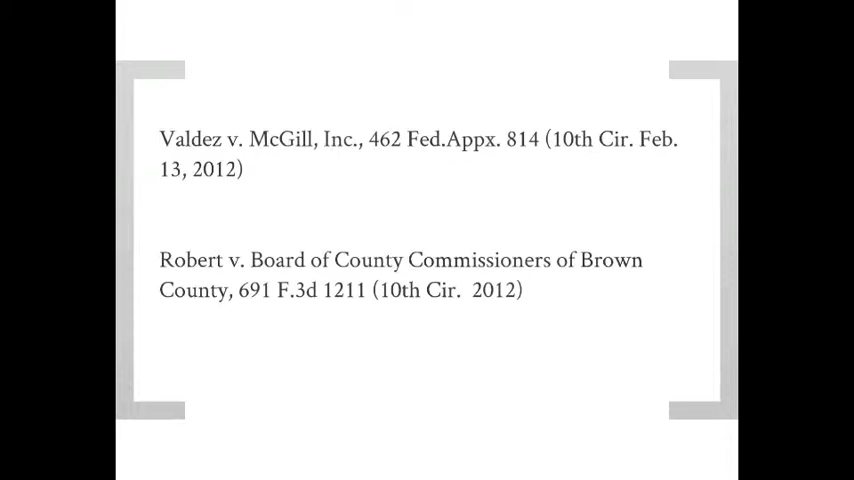 Valdez v. McGill, Inc., 462 Fed.Appx. 814 (10th Cir. Feb.
13, 2012)
Robert v. Board of County Commissioners of Brown
County, 691 F.3d 1211 (10th Cir.  2012)